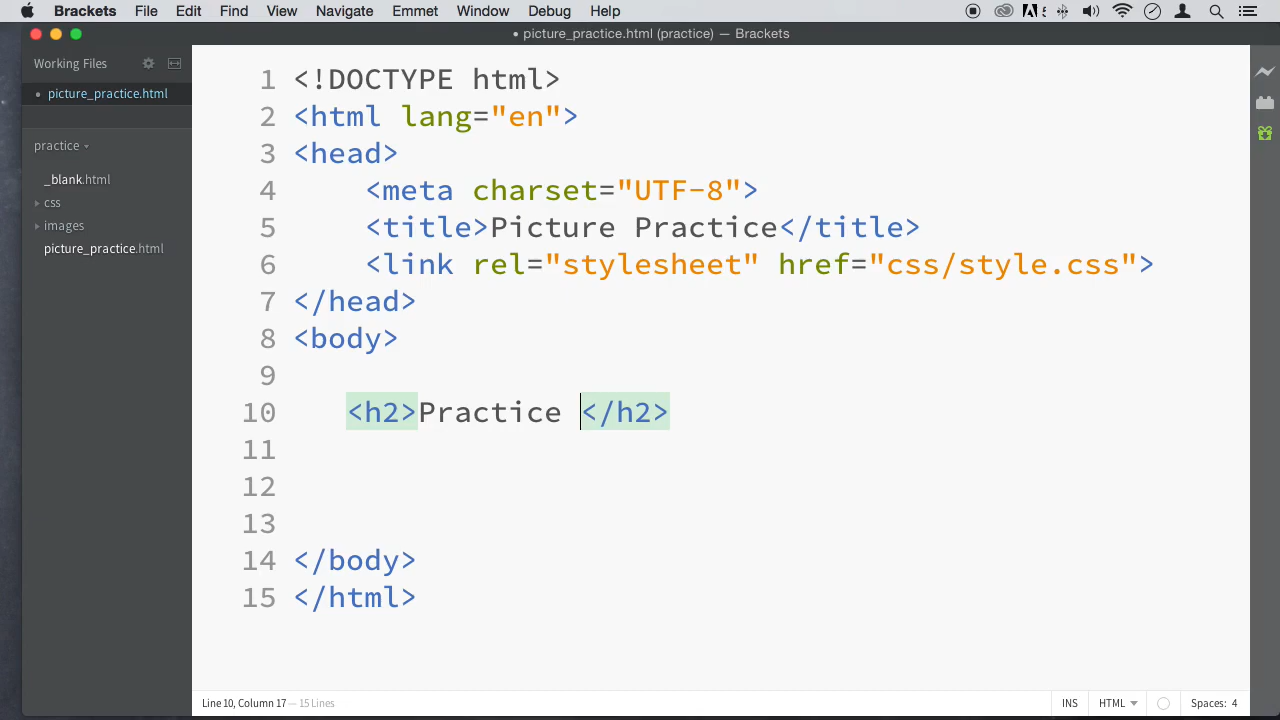 Brackets File Edit Find View Navigate Emmet Window Debug Help
• picture_practice.html (practice) — Brackets
Working Files
• picture_practice.html
practice
_blank.html
css
images
picture_practice.html
1 <!DOCTYPE html>
2 <html lang="en">
3 <head>
4 <meta charset="UTF-8">
5 <title>Picture Practice</title>
6 <link rel="stylesheet" href="css/style.css">
7 </head>
8 <body>
9
10 <h2>Practice </h2>
11
12
13
14 </body>
15 </html>
Line 10, Column 17 — 15 Lines
INS HTML Spaces: 4